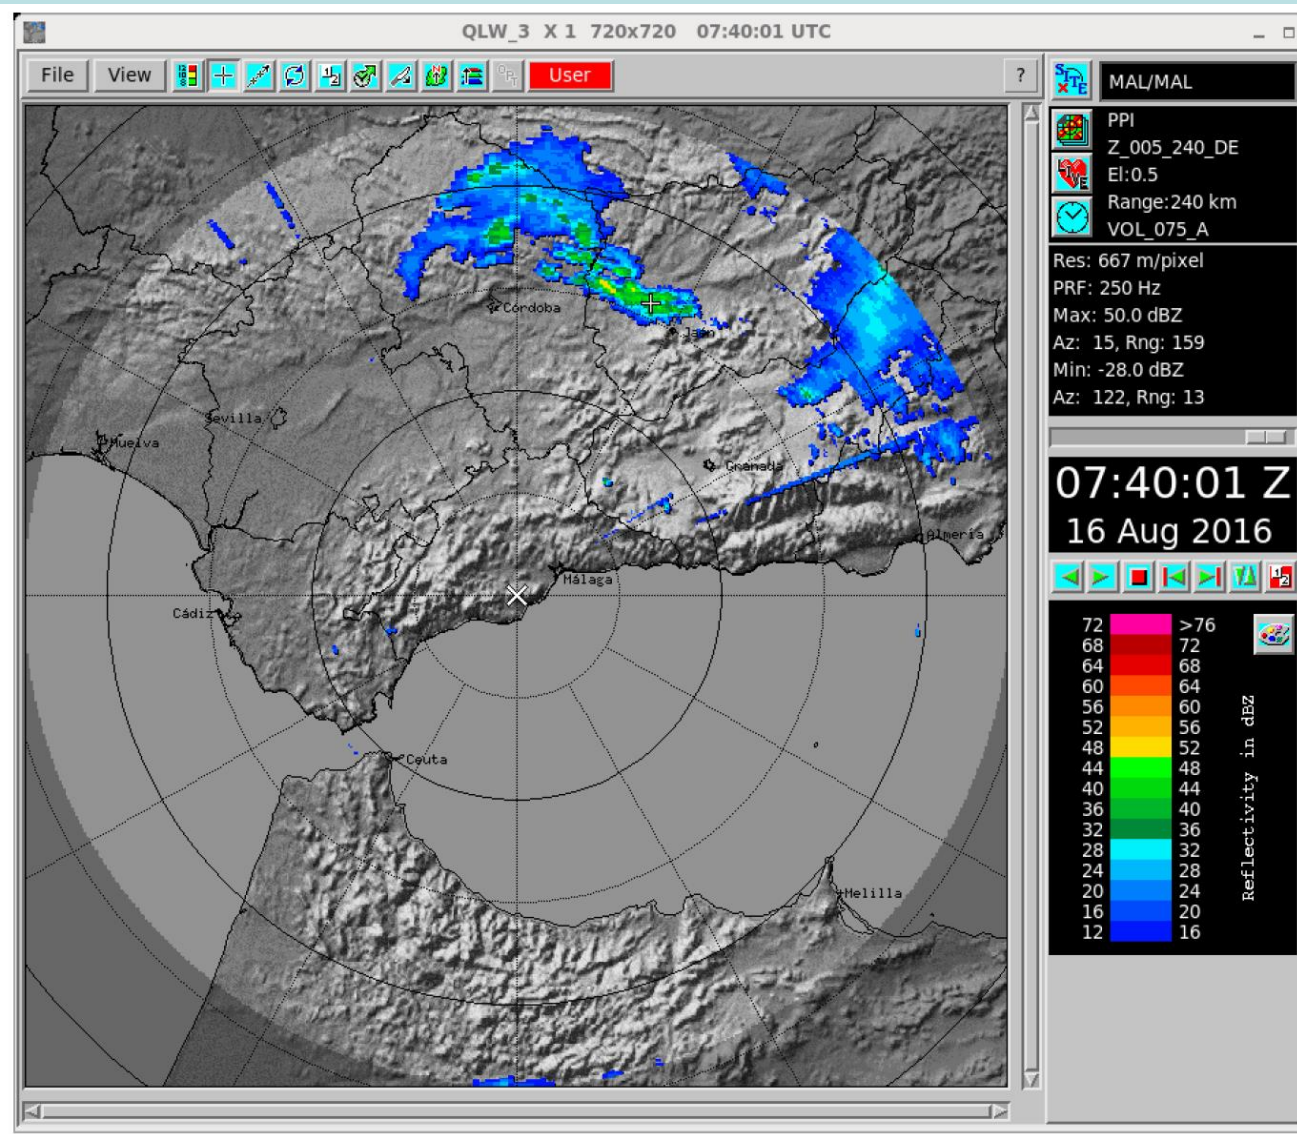 QLW_3 X 1 720x720 07:40:01 UTC
File View User ?
MAL/MAL
PPI
Z_005_240_DE
El:0.5
Range:240 km
VOL_075_A
Res: 667 m/pixel
PRF: 250 Hz
Max: 50.0 dBZ
Az: 15, Rng: 159
Min: -28.0 dBZ
Az: 122, Rng: 13
07:40:01 Z
16 Aug 2016
72 >76
68 72
64 68
60 64
56 60
52 56
48 52
44 48
40 44
36 40
32 36
28 32
24 28
20 24
16 20
12 16
Reflectivity in dBZ
Córdoba
Jaén
Sevilla
Huelva
Granada
Almería
Málaga
Cádiz
Ceuta
Melilla